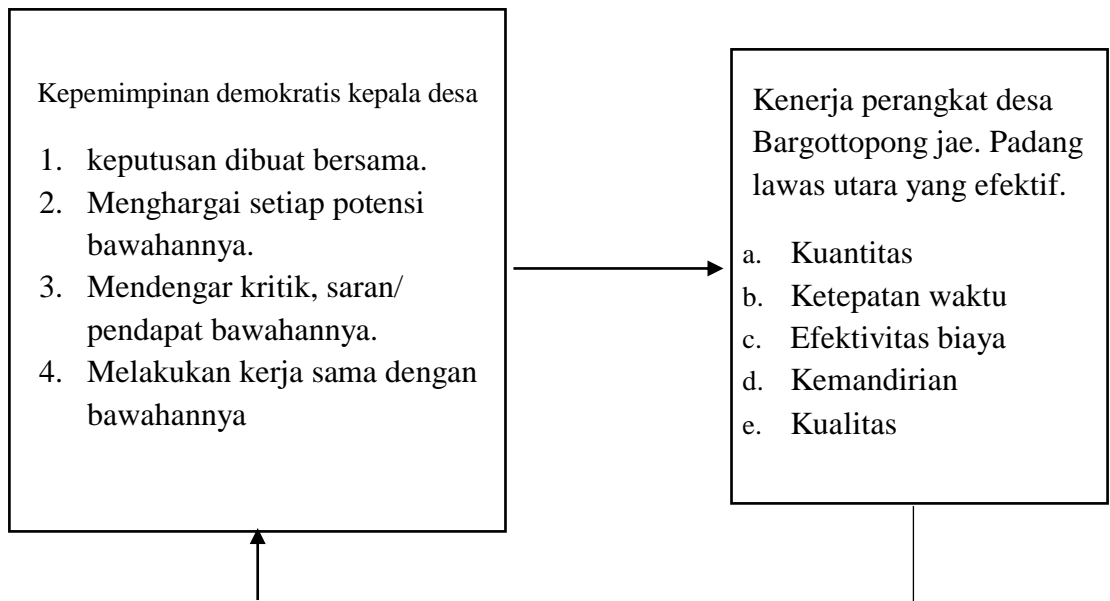 Kepemimpinan demokratis kepala desa
1. keputusan dibuat bersama.
2. Menghargai setiap potensi
bawahannya.
3. Mendengar kritik, saran/
pendapat bawahannya.
4. Melakukan kerja sama dengan
bawahannya
Kenerja perangkat desa
Bargottopong jae. Padang
lawas utara yang efektif.
a. Kuantitas
b. Ketepatan waktu
c. Efektivitas biaya
d. Kemandirian
e. Kualitas